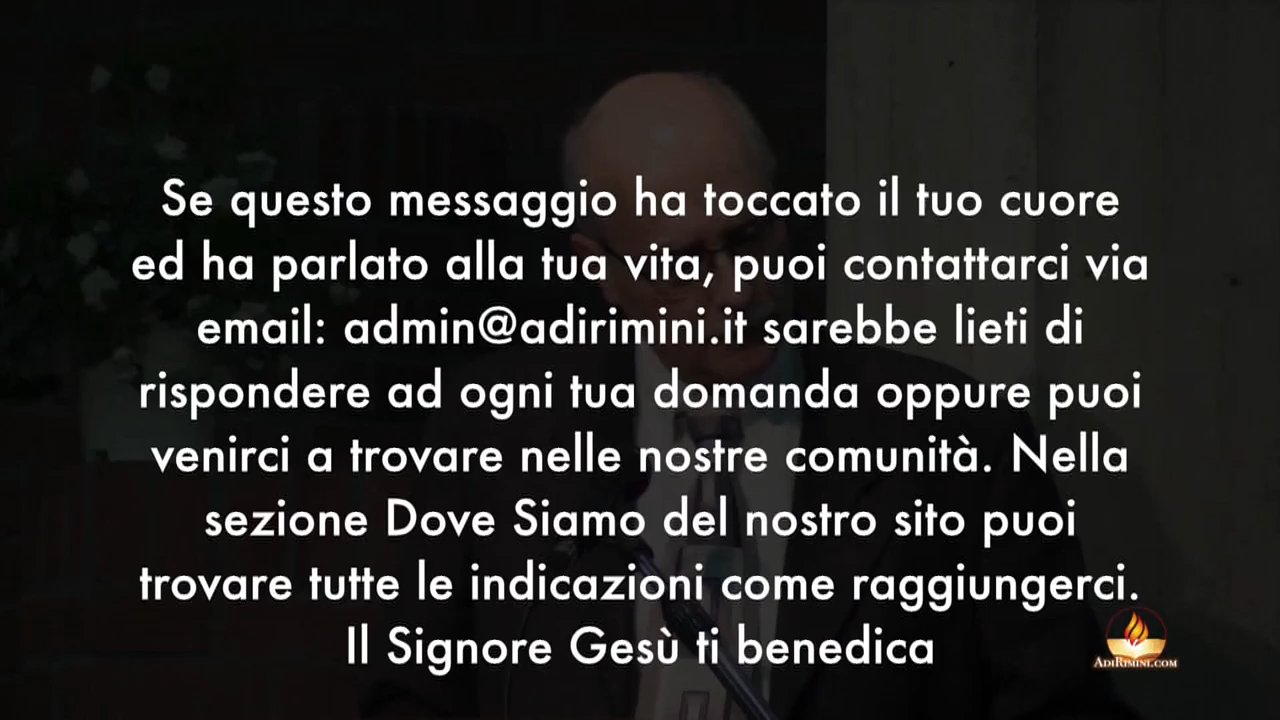 Se questo messaggio ha toccato il tuo cuore
ed ha parlato alla tua vita, puoi contattarci via
email: admin@adirimini.it sarebbe lieti di
rispondere ad ogni tua domanda oppure puoi
venirci a trovare nelle nostre comunità. Nella
sezione Dove Siamo del nostro sito puoi
trovare tutte le indicazioni come raggiungerci.
Il Signore Gesù ti benedica
ADIRIMINI.COM